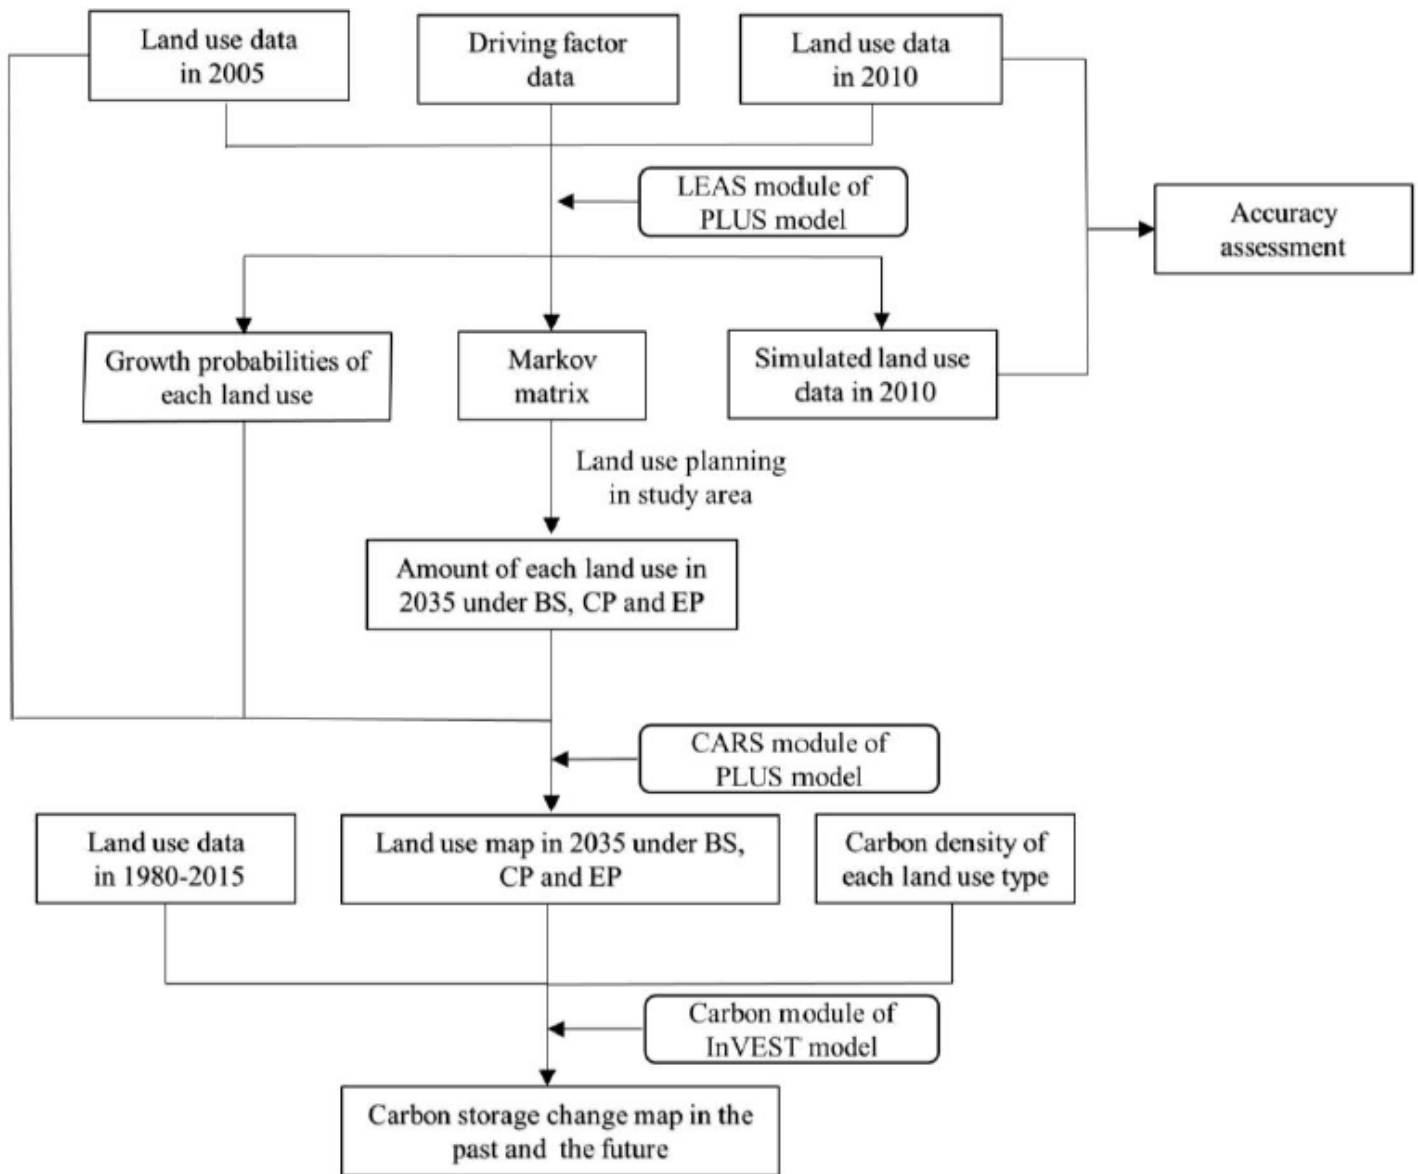 Land use data
in 2005
Driving factor
data
Land use data
in 2010
LEAS module of
PLUS model
Accuracy
assessment
Growth probabilities of
each land use
Markov
matrix
Simulated land use
data in 2010
Land use planning
in study area
Amount of each land use in
2035 under BS, CP and EP
CARS module of
PLUS model
Land use data
in 1980-2015
Land use map in 2035 under BS,
CP and EP
Carbon density of
each land use type
Carbon module of
InVEST model
Carbon storage change map in the
past and the future